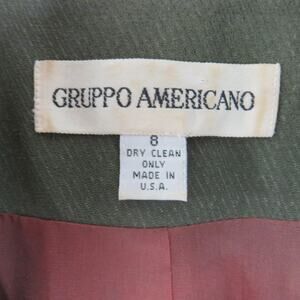 GRUPPO AMERICANO
8
DRY CLEAN
ONLY
MADE IN
U.S.A.